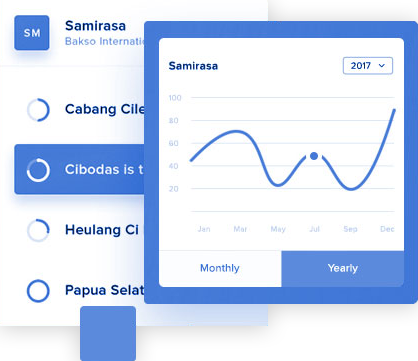 SM
Samirasa
Bakso Internati
Cabang Cile
Cibodas is t
Heulang Ci
Papua Selat
Samirasa
2017
100
80
60
40
20
Jan Mar May Jul Sep Dec
Monthly
Yearly